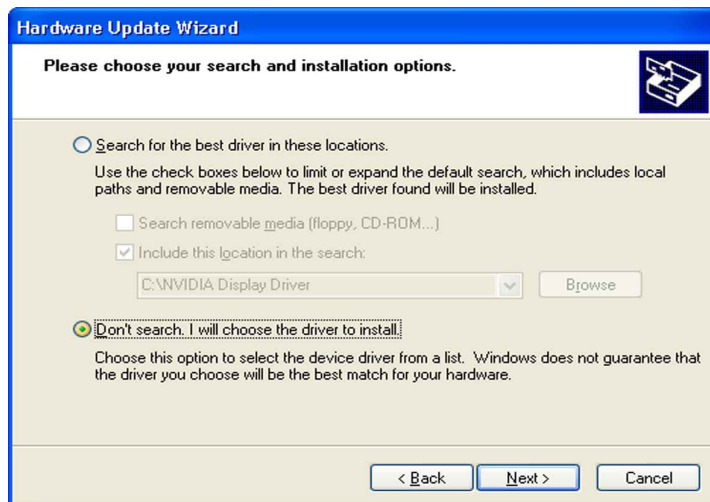 Hardware Update Wizard
Please choose your search and installation options.
Search for the best driver in these locations.
Use the check boxes below to limit or expand the default search, which includes local
paths and removable media. The best driver found will be installed.
Search removable media (floppy, CD-ROM...)
Include this location in the search:
C:\NVIDIA Display Driver
Browse
Don't search. I will choose the driver to install.
Choose this option to select the device driver from a list. Windows does not guarantee that
the driver you choose will be the best match for your hardware.
< Back
Next >
Cancel